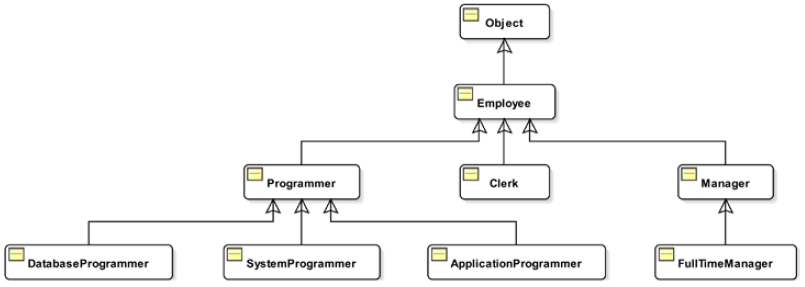 Object
Employee
Programmer
Clerk
Manager
DatabaseProgrammer
SystemProgrammer
ApplicationProgrammer
FullTimeManager